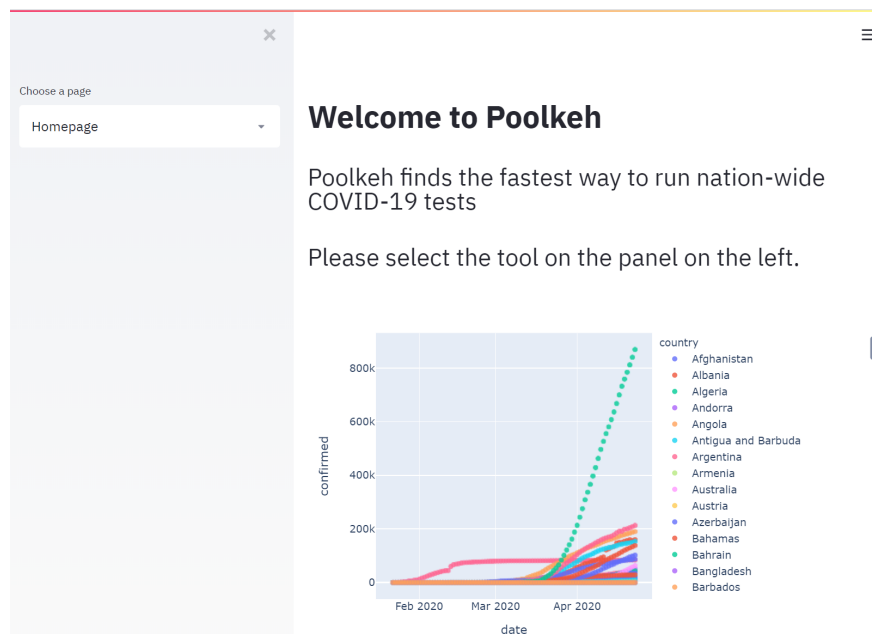 Choose a page
Homepage
Welcome to Poolkeh
Poolkeh finds the fastest way to run nation-wide
COVID-19 tests
Please select the tool on the panel on the left.
confirmed
800k
600k
400k
200k
0
Feb 2020 Mar 2020 Apr 2020
date
country
Afghanistan
Albania
Algeria
Andorra
Angola
Antigua and Barbuda
Argentina
Armenia
Australia
Austria
Azerbaijan
Bahamas
Bahrain
Bangladesh
Barbados